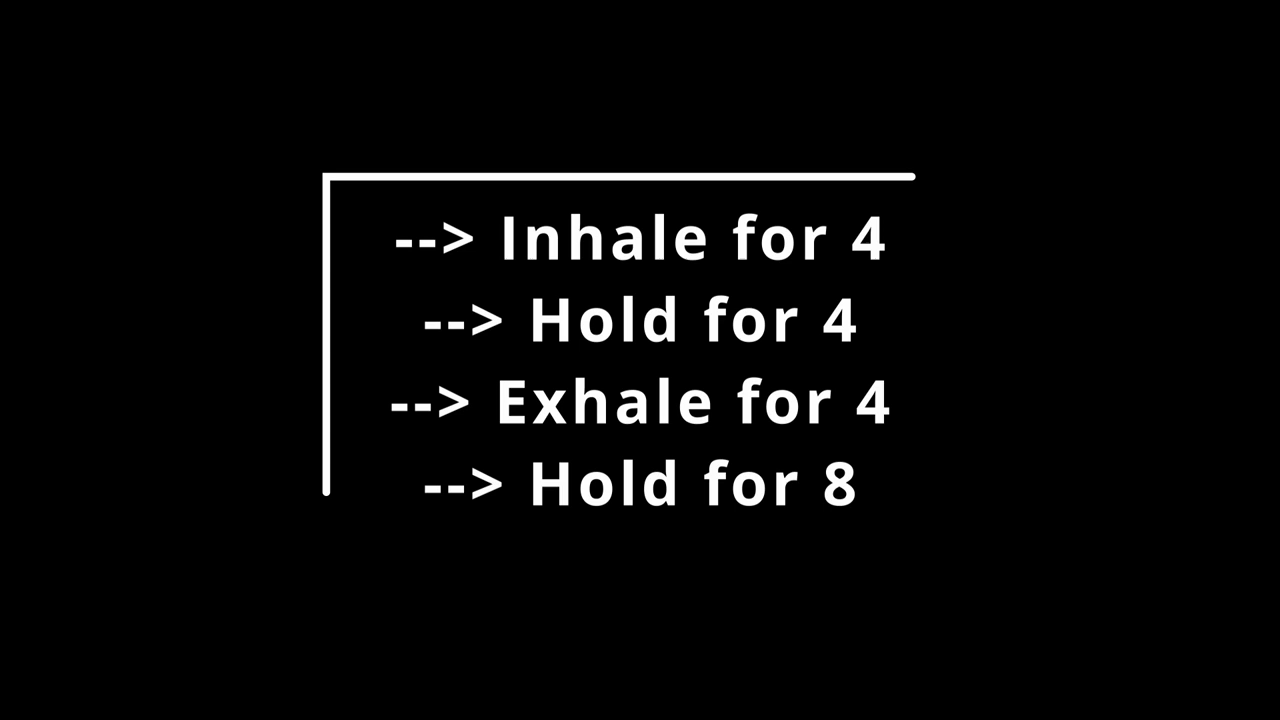 --> Inhale for 4
--> Hold for 4
--> Exhale for 4
--> Hold for 8